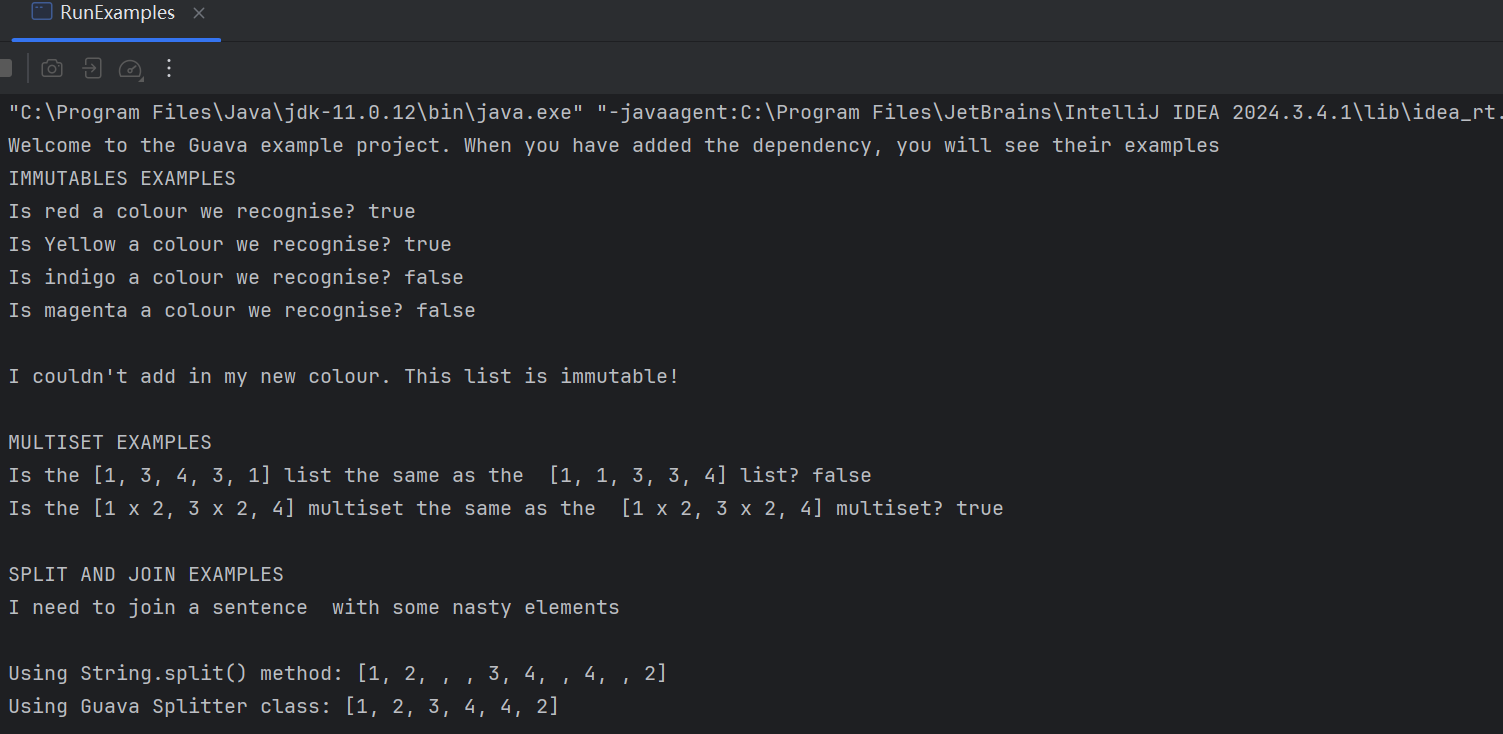 RunExamples
"C:\Program Files\Java\jdk-11.0.12\bin\java.exe" "-javaagent:C:\Program Files\JetBrains\IntelliJ IDEA 2024.3.4.1\lib\idea_rt.
Welcome to the Guava example project. When you have added the dependency, you will see their examples
IMMUTABLES EXAMPLES
Is red a colour we recognise? true
Is Yellow a colour we recognise? true
Is indigo a colour we recognise? false
Is magenta a colour we recognise? false
I couldn't add in my new colour. This list is immutable!
MULTISET EXAMPLES
Is the [1, 3, 4, 3, 1] list the same as the  [1, 1, 3, 3, 4] list? false
Is the [1 x 2, 3 x 2, 4] multiset the same as the  [1 x 2, 3 x 2, 4] multiset? true
SPLIT AND JOIN EXAMPLES
I need to join a sentence  with some nasty elements
Using String.split() method: [1, 2, , , 3, 4, , 4, , 2]
Using Guava Splitter class: [1, 2, 3, 4, 4, 2]